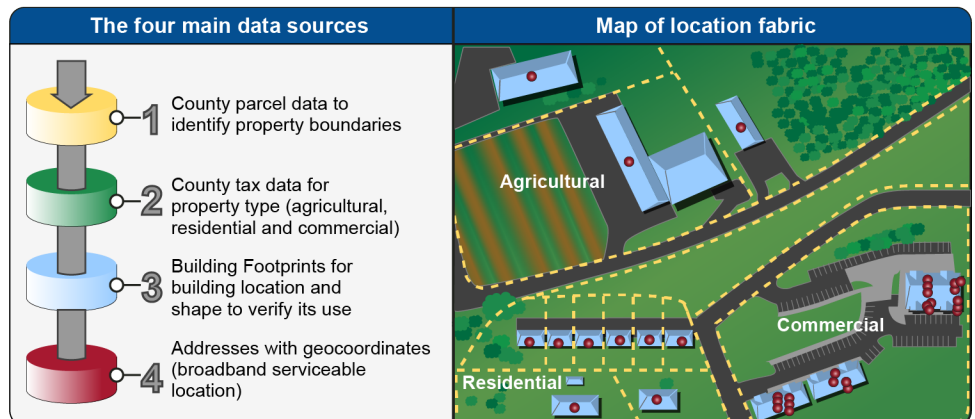 The four main data sources
1
County parcel data to
identify property boundaries
2
County tax data for
property type (agricultural,
residential and commercial)
3
Building Footprints for
building location and
shape to verify its use
4
Addresses with geocoordinates
(broadband serviceable
location)
Map of location fabric
Agricultural
Commercial
Residential